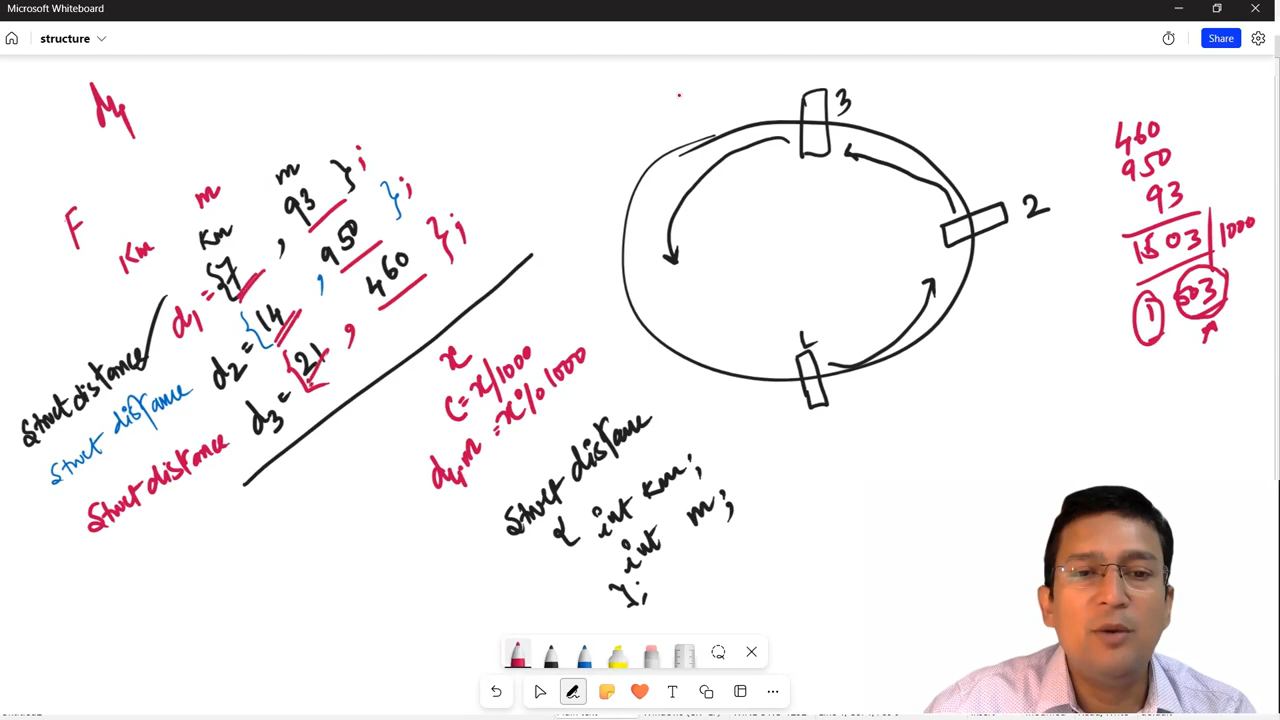 Microsoft Whiteboard
structure
Share
d4
F
Km m
Km m
struct distance d1 = {7, 93};
struct distance d2 = {14, 950};
struct distance d3 = {21, 460};
x
c = x/1000
d4.m = x%1000
struct distance
{ int km;
int m;
};
3
2
1
460
950
93
1503 | 1000
1 503